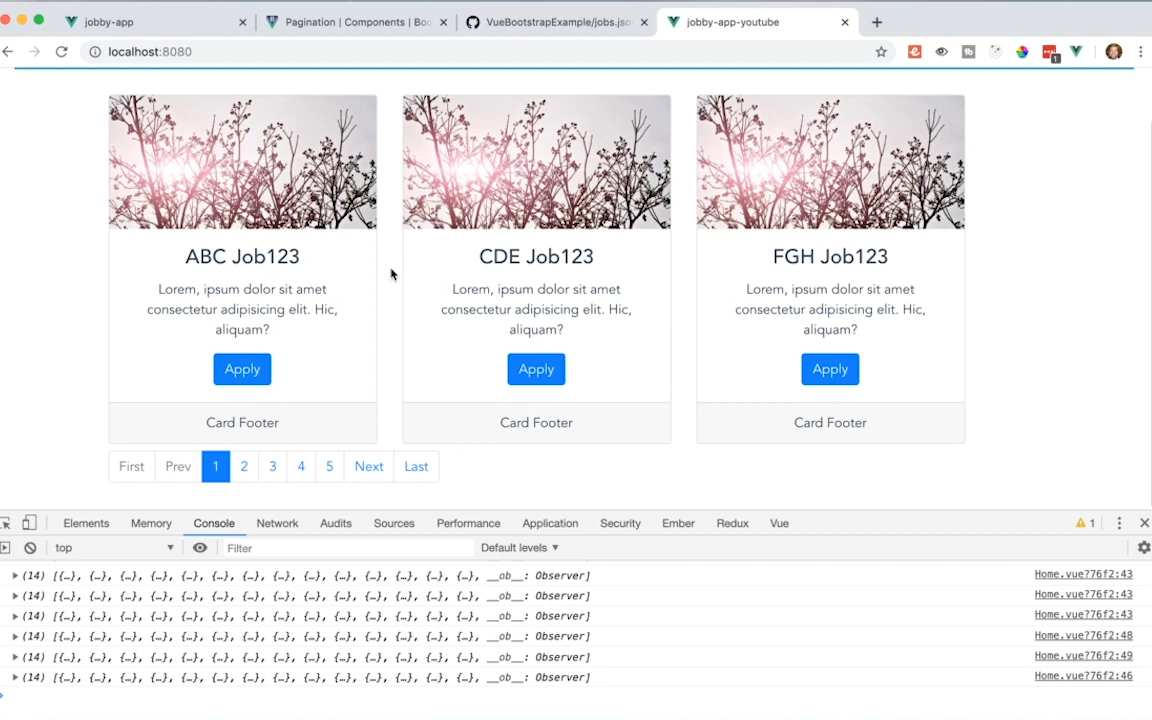 jobby-app
Pagination | Components | Boo
VueBootstrapExample/jobs.jso
jobby-app-youtube
localhost:8080
1
ABC Job123
CDE Job123
FGH Job123
Lorem, ipsum dolor sit amet
consectetur adipisicing elit. Hic,
aliquam?
Lorem, ipsum dolor sit amet
consectetur adipisicing elit. Hic,
aliquam?
Lorem, ipsum dolor sit amet
consectetur adipisicing elit. Hic,
aliquam?
Apply
Apply
Apply
Card Footer
Card Footer
Card Footer
First Prev 1 2 3 4 5 Next Last
Elements Memory Console Network Audits Sources Performance Application Security Ember Redux Vue 1
top Filter Default levels
(14) [{…}, {…}, {…}, {…}, {…}, {…}, {…}, {…}, {…}, {…}, {…}, {…}, {…}, {…}, __ob__: Observer] Home.vue?76f2:43
(14) [{…}, {…}, {…}, {…}, {…}, {…}, {…}, {…}, {…}, {…}, {…}, {…}, {…}, {…}, __ob__: Observer] Home.vue?76f2:43
(14) [{…}, {…}, {…}, {…}, {…}, {…}, {…}, {…}, {…}, {…}, {…}, {…}, {…}, {…}, __ob__: Observer] Home.vue?76f2:43
(14) [{…}, {…}, {…}, {…}, {…}, {…}, {…}, {…}, {…}, {…}, {…}, {…}, {…}, {…}, __ob__: Observer] Home.vue?76f2:48
(14) [{…}, {…}, {…}, {…}, {…}, {…}, {…}, {…}, {…}, {…}, {…}, {…}, {…}, {…}, __ob__: Observer] Home.vue?76f2:49
(14) [{…}, {…}, {…}, {…}, {…}, {…}, {…}, {…}, {…}, {…}, {…}, {…}, {…}, {…}, __ob__: Observer] Home.vue?76f2:46